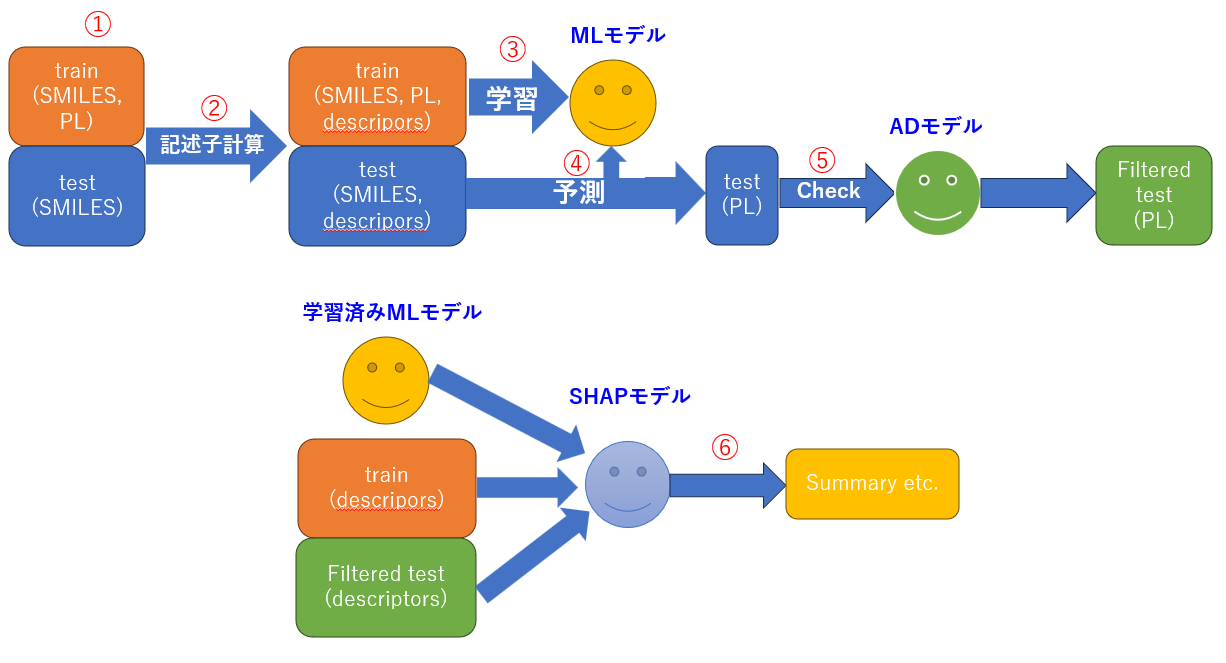 ①
train
(SMILES,
PL)
test
(SMILES)
②
記述子計算
train
(SMILES, PL,
descripors)
test
(SMILES,
descripors)
③
学習
MLモデル
④
予測
test
(PL)
⑤
Check
ADモデル
Filtered
test
(PL)
学習済みMLモデル
train
(descripors)
Filtered test
(descriptors)
SHAPモデル
⑥
Summary etc.